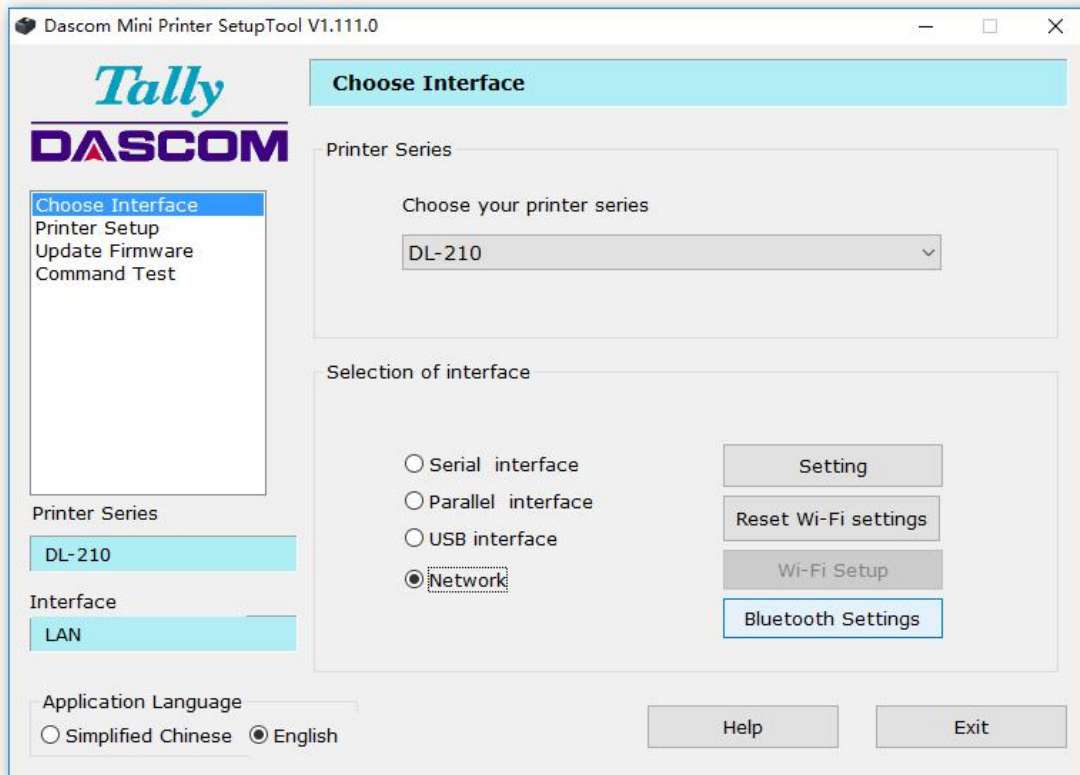 Dascom Mini Printer SetupTool V1.111.0
Tally
DASCOM
Choose Interface
Printer Setup
Update Firmware
Command Test
Printer Series
DL-210
Interface
LAN
Application Language
Simplified Chinese
English
Choose Interface
Printer Series
Choose your printer series
DL-210
Selection of interface
Serial interface
Parallel interface
USB interface
Network
Setting
Reset Wi-Fi settings
Wi-Fi Setup
Bluetooth Settings
Help
Exit